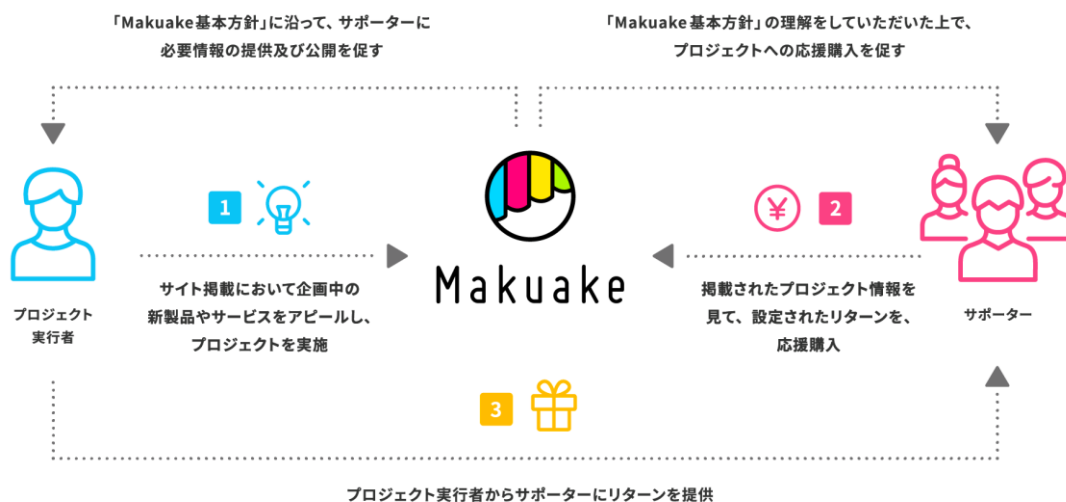 「Makuake基本方針」に沿って、サポーターに
必要情報の提供及び公開を促す
「Makuake基本方針」の理解をしていただいた上で、
プロジェクトへの応援購入を促す
1
¥
2
Makuake
プロジェクト
実行者
サイト掲載において企画中の
新製品やサービスをアピールし、
プロジェクトを実施
掲載されたプロジェクト情報を
見て、設定されたリターンを、
応援購入
サポーター
3
プロジェクト実行者からサポーターにリターンを提供